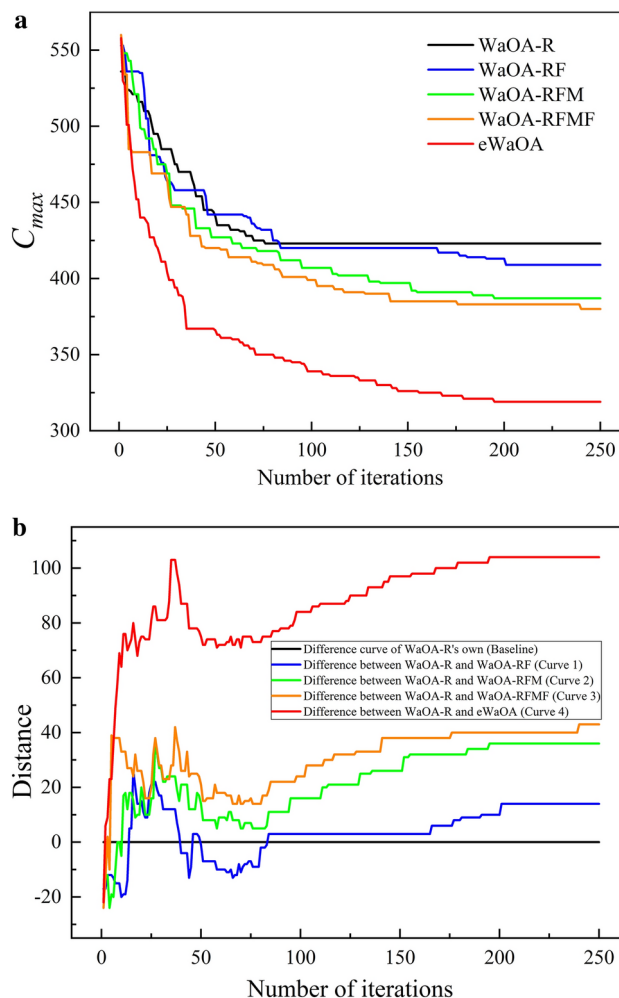 a
550
500
450
400
350
300
C_max
WaOA-R
WaOA-RF
WaOA-RFM
WaOA-RFMF
eWaOA
0 50 100 150 200 250
Number of iterations
b
100
80
60
40
20
0
-20
Distance
Difference curve of WaOA-R's own (Baseline)
Difference between WaOA-R and WaOA-RF (Curve 1)
Difference between WaOA-R and WaOA-RFM (Curve 2)
Difference between WaOA-R and WaOA-RFMF (Curve 3)
Difference between WaOA-R and eWaOA (Curve 4)
0 50 100 150 200 250
Number of iterations